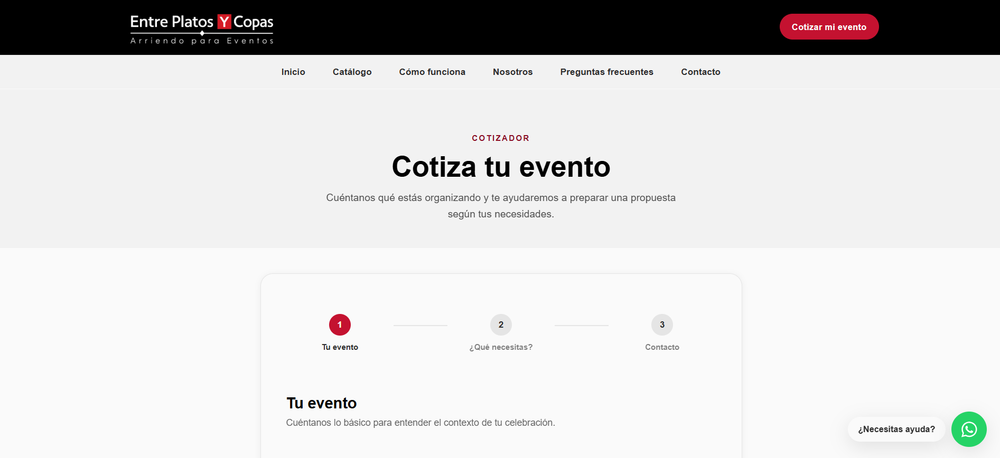 Entre Platos Y Copas
Arriendo para Eventos
Cotizar mi evento
Inicio
Catálogo
Cómo funciona
Nosotros
Preguntas frecuentes
Contacto
COTIZADOR
Cotiza tu evento
Cuéntanos qué estás organizando y te ayudaremos a preparar una propuesta
según tus necesidades.
1
Tu evento
2
¿Qué necesitas?
3
Contacto
Tu evento
Cuéntanos lo básico para entender el contexto de tu celebración.
¿Necesitas ayuda?